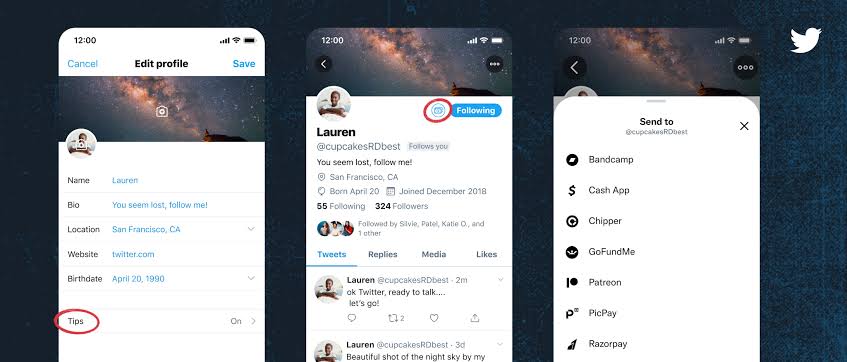 12:00
Cancel Edit profile Save
Name Lauren
Bio You seem lost, follow me!
Location San Francisco, CA
Website twitter.com
Birthdate April 20, 1990
Tips On
12:00
Following
Lauren
@cupcakesRDbest Follows you
You seem lost, follow me!
San Francisco, CA
Born April 20 Joined December 2018
55 Following 324 Followers
Followed by Silvie, Patel, Katie O., and
1 other
Tweets Replies Media Likes
Lauren @cupcakesRDbest · 2m
ok Twitter, ready to talk....
let's go!
2
Lauren @cupcakesRDbest · 3d
Beautiful shot of the night sky by my
12:00
Send to
@cupcakesRDbest
Bandcamp
Cash App
Chipper
GoFundMe
Patreon
PicPay
Razorpay